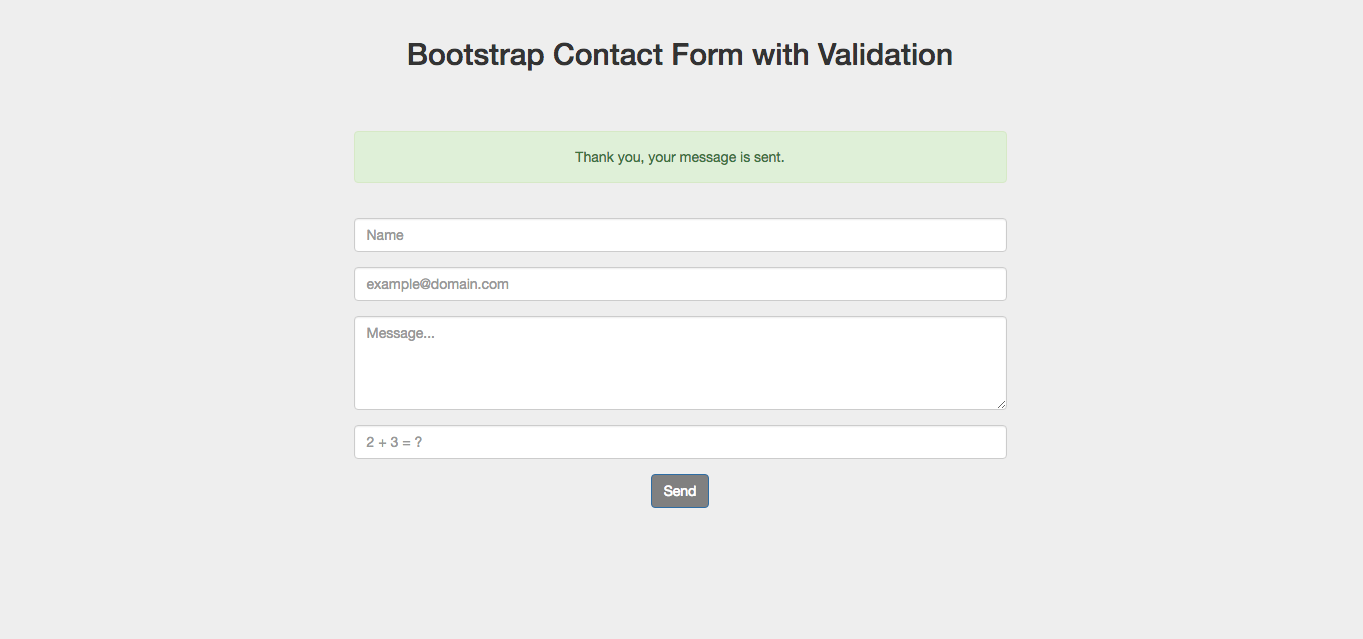 Bootstrap Contact Form with Validation
Thank you, your message is sent.
Name
example@domain.com
Message...
2 + 3 = ?
Send